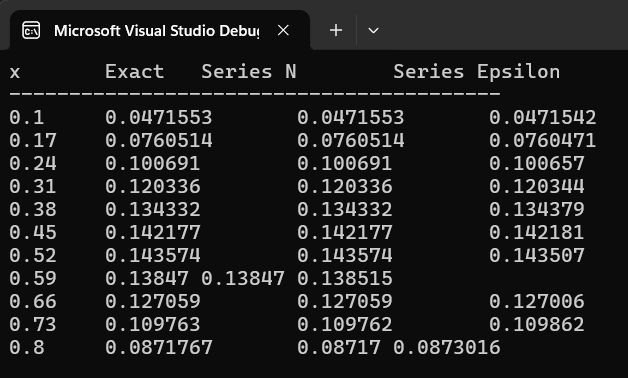 Microsoft Visual Studio Debug
x Exact Series N Series Epsilon
-----------------------------------------
0.1 0.0471553 0.0471553 0.0471542
0.17 0.0760514 0.0760514 0.0760471
0.24 0.100691 0.100691 0.100657
0.31 0.120336 0.120336 0.120344
0.38 0.134332 0.134332 0.134379
0.45 0.142177 0.142177 0.142181
0.52 0.143574 0.143574 0.143507
0.59 0.13847 0.13847 0.138515
0.66 0.127059 0.127059 0.127006
0.73 0.109763 0.109762 0.109862
0.8 0.0871767 0.08717 0.0873016